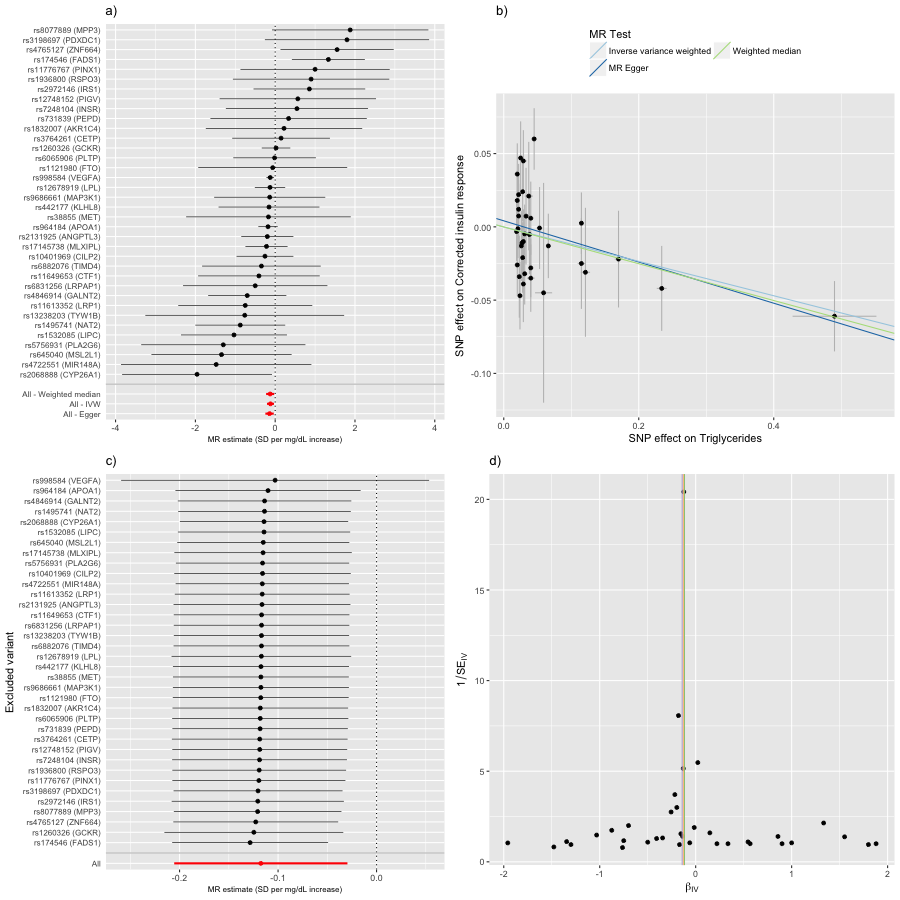 a)
rs8077889 (MPP3)
rs3198697 (PDXDC1)
rs4765127 (ZNF664)
rs174546 (FADS1)
rs11776767 (PINX1)
rs1936800 (RSPO3)
rs2972146 (IRS1)
rs12748152 (PIGV)
rs7248104 (INSR)
rs731839 (PEPD)
rs1832007 (AKR1C4)
rs3764261 (CETP)
rs1260326 (GCKR)
rs6065906 (PLTP)
rs1121980 (FTO)
rs998584 (VEGFA)
rs12678919 (LPL)
rs9686661 (MAP3K1)
rs442177 (KLHL8)
rs38855 (MET)
rs964184 (APOA1)
rs2131925 (ANGPTL3)
rs17145738 (MLXIPL)
rs10401969 (CILP2)
rs6882076 (TIMD4)
rs11649653 (CTF1)
rs6831256 (LRPAP1)
rs4846914 (GALNT2)
rs11613352 (LRP1)
rs13238203 (TYW1B)
rs1495741 (NAT2)
rs1532085 (LIPC)
rs5756931 (PLA2G6)
rs645040 (MSL2L1)
rs4722551 (MIR148A)
rs2068888 (CYP26A1)
All - Weighted median
All - IVW
All - Egger
-4 -2 0 2 4
MR estimate (SD per mg/dL increase)
b)
MR Test
Inverse variance weighted
Weighted median
MR Egger
0.05
0.00
-0.05
-0.10
SNP effect on Corrected insulin response
0.0 0.2 0.4
SNP effect on Triglycerides
c)
Excluded variant
rs998584 (VEGFA)
rs964184 (APOA1)
rs4846914 (GALNT2)
rs1495741 (NAT2)
rs2068888 (CYP26A1)
rs1532085 (LIPC)
rs645040 (MSL2L1)
rs17145738 (MLXIPL)
rs5756931 (PLA2G6)
rs10401969 (CILP2)
rs4722551 (MIR148A)
rs11613352 (LRP1)
rs2131925 (ANGPTL3)
rs11649653 (CTF1)
rs6831256 (LRPAP1)
rs13238203 (TYW1B)
rs6882076 (TIMD4)
rs12678919 (LPL)
rs442177 (KLHL8)
rs38855 (MET)
rs9686661 (MAP3K1)
rs1121980 (FTO)
rs1832007 (AKR1C4)
rs6065906 (PLTP)
rs731839 (PEPD)
rs3764261 (CETP)
rs12748152 (PIGV)
rs7248104 (INSR)
rs1936800 (RSPO3)
rs11776767 (PINX1)
rs3198697 (PDXDC1)
rs2972146 (IRS1)
rs8077889 (MPP3)
rs4765127 (ZNF664)
rs1260326 (GCKR)
rs174546 (FADS1)
All
-0.2 -0.1 0.0
MR estimate (SD per mg/dL increase)
d)
20
15
10
5
0
1/SE_IV
-2 -1 0 1 2
β_IV